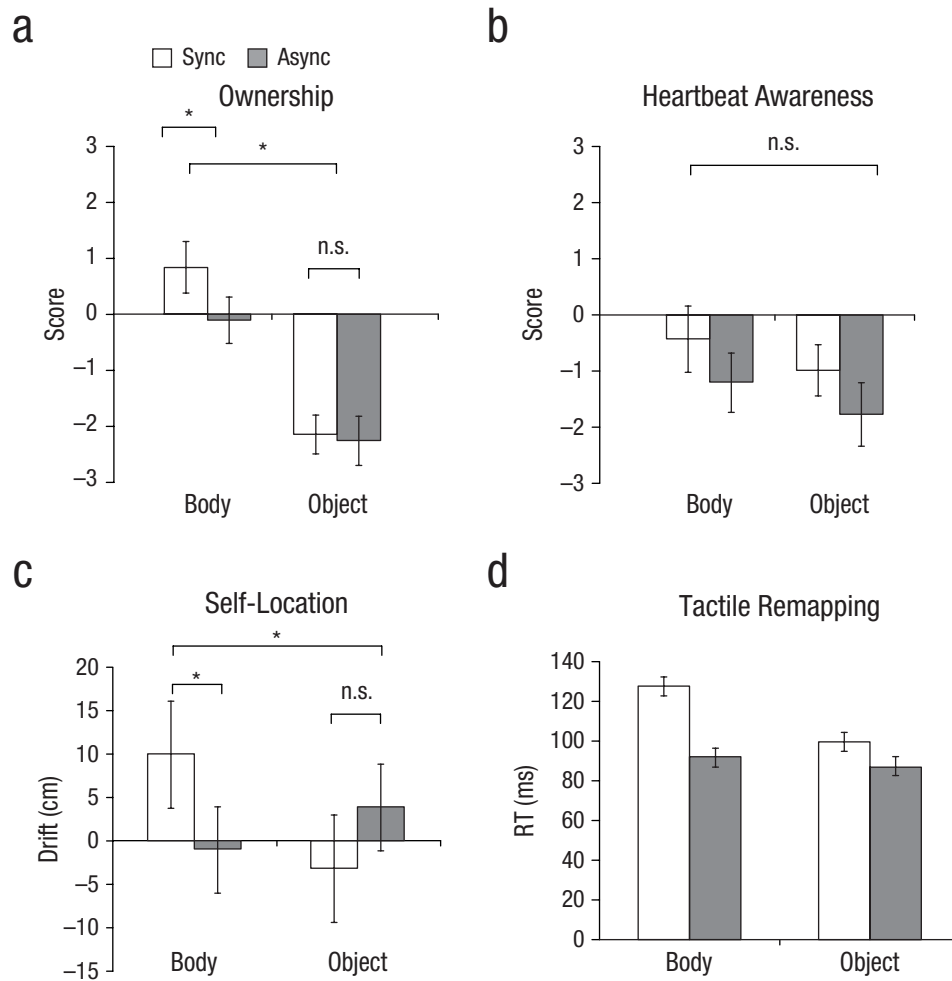 a
Sync Async
Ownership
*
*
n.s.
3
2
1
0
–1
–2
–3
Score
Body Object
b
Heartbeat Awareness
n.s.
3
2
1
0
–1
–2
–3
Score
Body Object
c
Self-Location
*
*
n.s.
20
15
10
5
0
–5
–10
–15
Drift (cm)
Body Object
d
Tactile Remapping
140
120
100
80
60
40
20
0
RT (ms)
Body Object